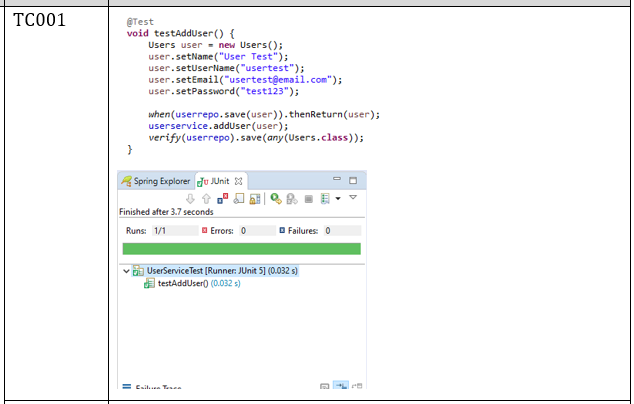 TC001
@Test
void testAddUser() {
Users user = new Users();
user.setName("User Test");
user.setUserName("usertest");
user.setEmail("usertest@email.com");
user.setPassword("test123");
when(userrepo.save(user)).thenReturn(user);
userservice.addUser(user);
verify(userrepo).save(any(Users.class));
}
Spring Explorer JUnit
Finished after 3.7 seconds
Runs: 1/1 Errors: 0 Failures: 0
UserServiceTest [Runner: JUnit 5] (0.032 s)
testAddUser() (0.032 s)
Failure Trace